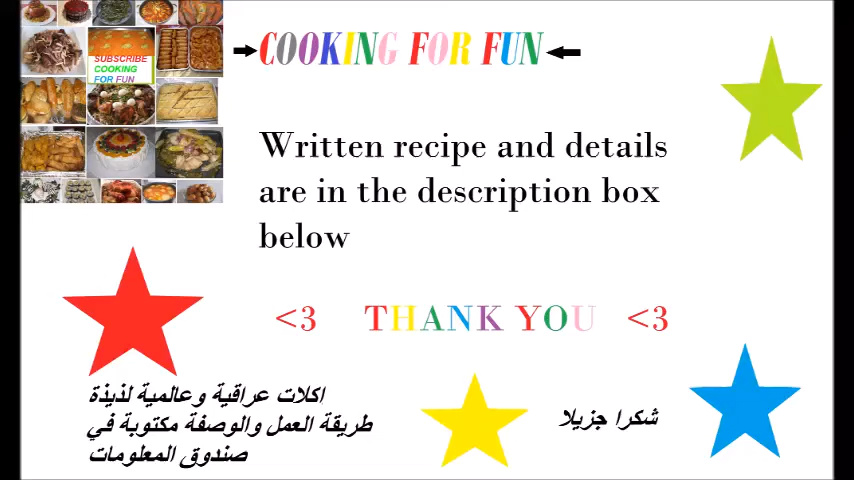 SUBSCRIBE
COOKING
FOR FUN
COOKING FOR FUN
Written recipe and details
are in the description box
below
<3 THANK YOU <3
اكلات عراقية وعالمية لذيذة
طريقة العمل والوصفة مكتوبة في
صندوق المعلومات
شكرا جزيلا